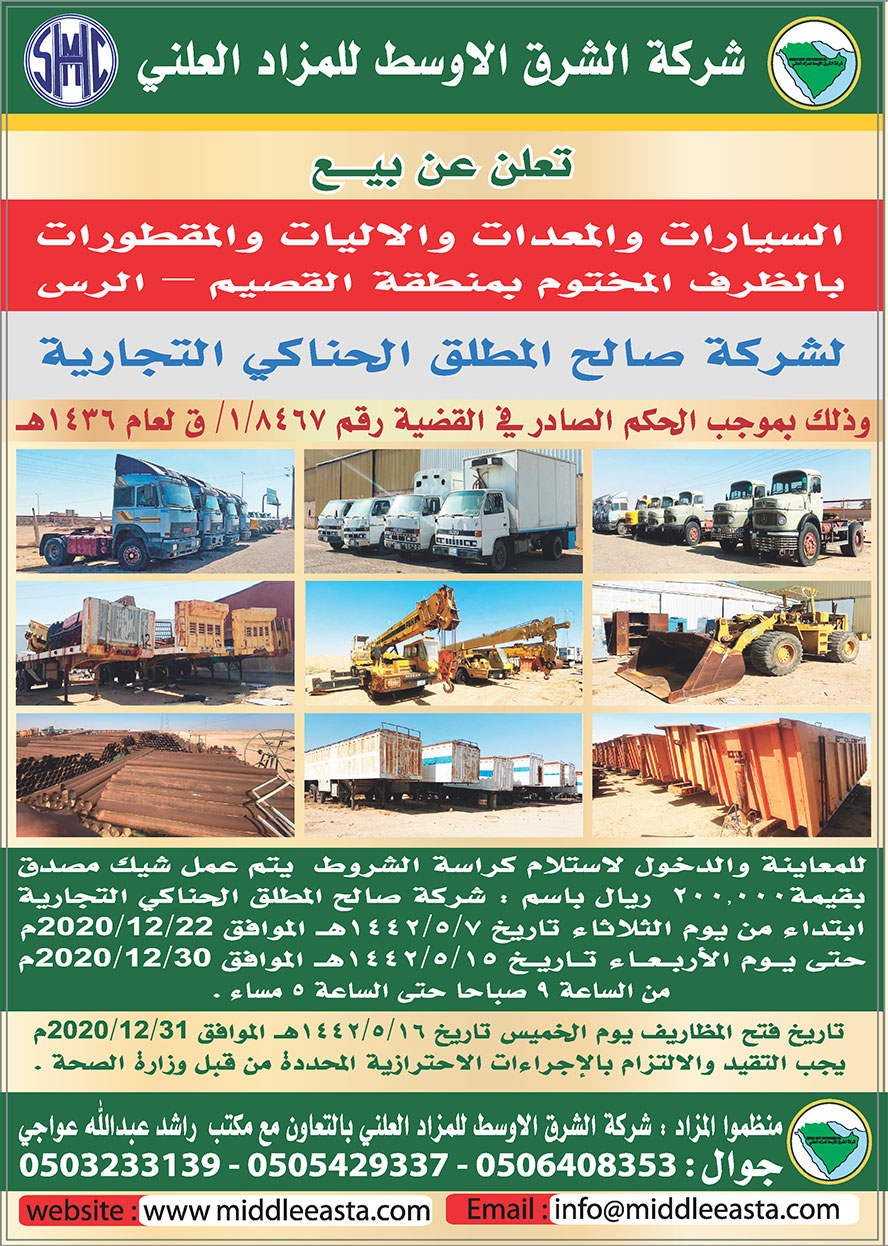 SHMC
شركة الشرق الاوسط للمزاد العلني
تعلن عن بيـــع
السيارات والمعدات والاليات والمقطورات
بالظرف المختوم بمنطقة القصيم – الرس
لشركة صالح المطلق الحناكي التجارية
وذلك بموجب الحكم الصادر في القضية رقم ١/٨٤٦٧/ ق لعام ١٤٣٦هـ
للمعاينة والدخول لاستلام كراسة الشروط يتم عمل شيك مصدق
بقيمة ٢٠٠,٠٠٠ ريال باسم : شركة صالح المطلق الحناكي التجارية
ابتداء من يوم الثلاثاء تاريخ ١٤٤٢/٥/٧هـ الموافق 2020/12/22م
حتى يــوم الأربعــاء تــاريــخ ١٤٤٢/٥/١٥هـ الموافق 2020/12/30م
من الساعة ٩ صباحا حتى الساعة ٥ مساء .
تاريخ فتح المظاريف يوم الخميس تاريخ ١٤٤٢/٥/١٦هـ الموافق 2020/12/31م
يجب التقيد والالتزام بالإجراءات الاحترازية المحددة من قبل وزارة الصحة .
منظموا المزاد : شركة الشرق الاوسط للمزاد العلني بالتعاون مع مكتب راشد عبدالله عواجي
جوال : 0506408353 - 0505429337 - 0503233139
website : www.middleeasta.com Email : info@middleeasta.com